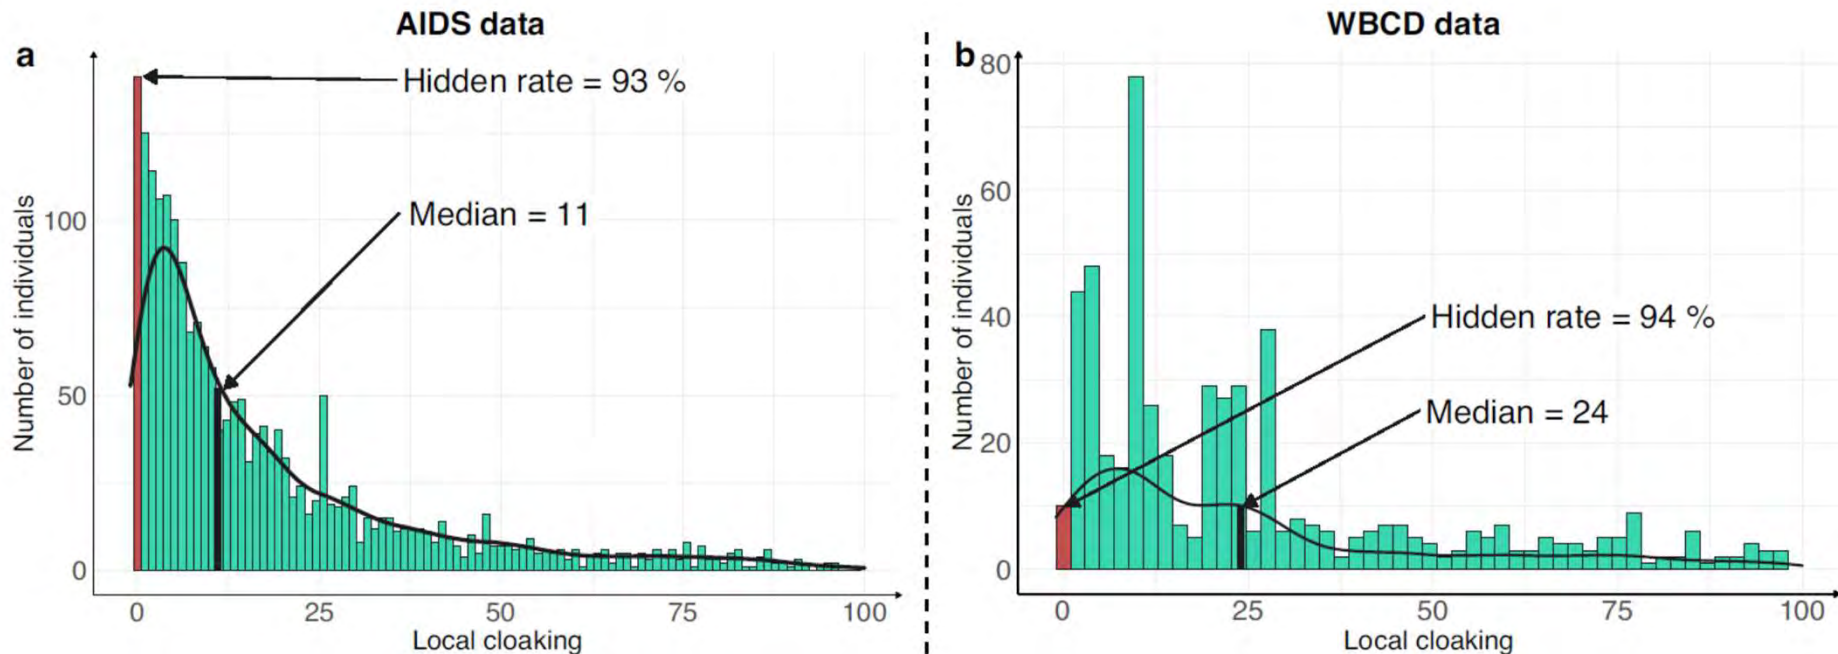 AIDS data
a
Hidden rate = 93 %
Median = 11
Number of individuals
100
50
0
0 25 50 75 100
Local cloaking
WBCD data
b
80
60
40
20
0
Hidden rate = 94 %
Median = 24
Number of individuals
0 25 50 75 100
Local cloaking